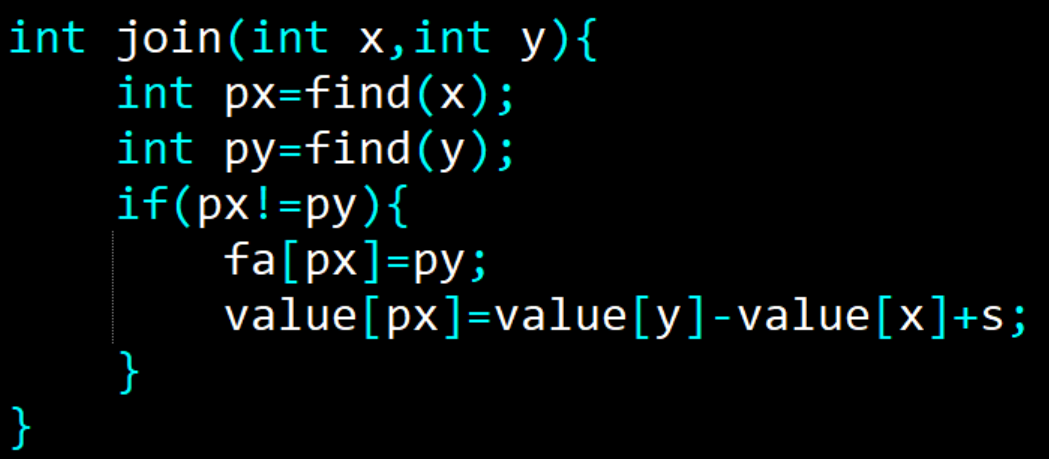 int join(int x,int y){
    int px=find(x);
    int py=find(y);
    if(px!=py){
        fa[px]=py;
        value[px]=value[y]-value[x]+s;
    }
}